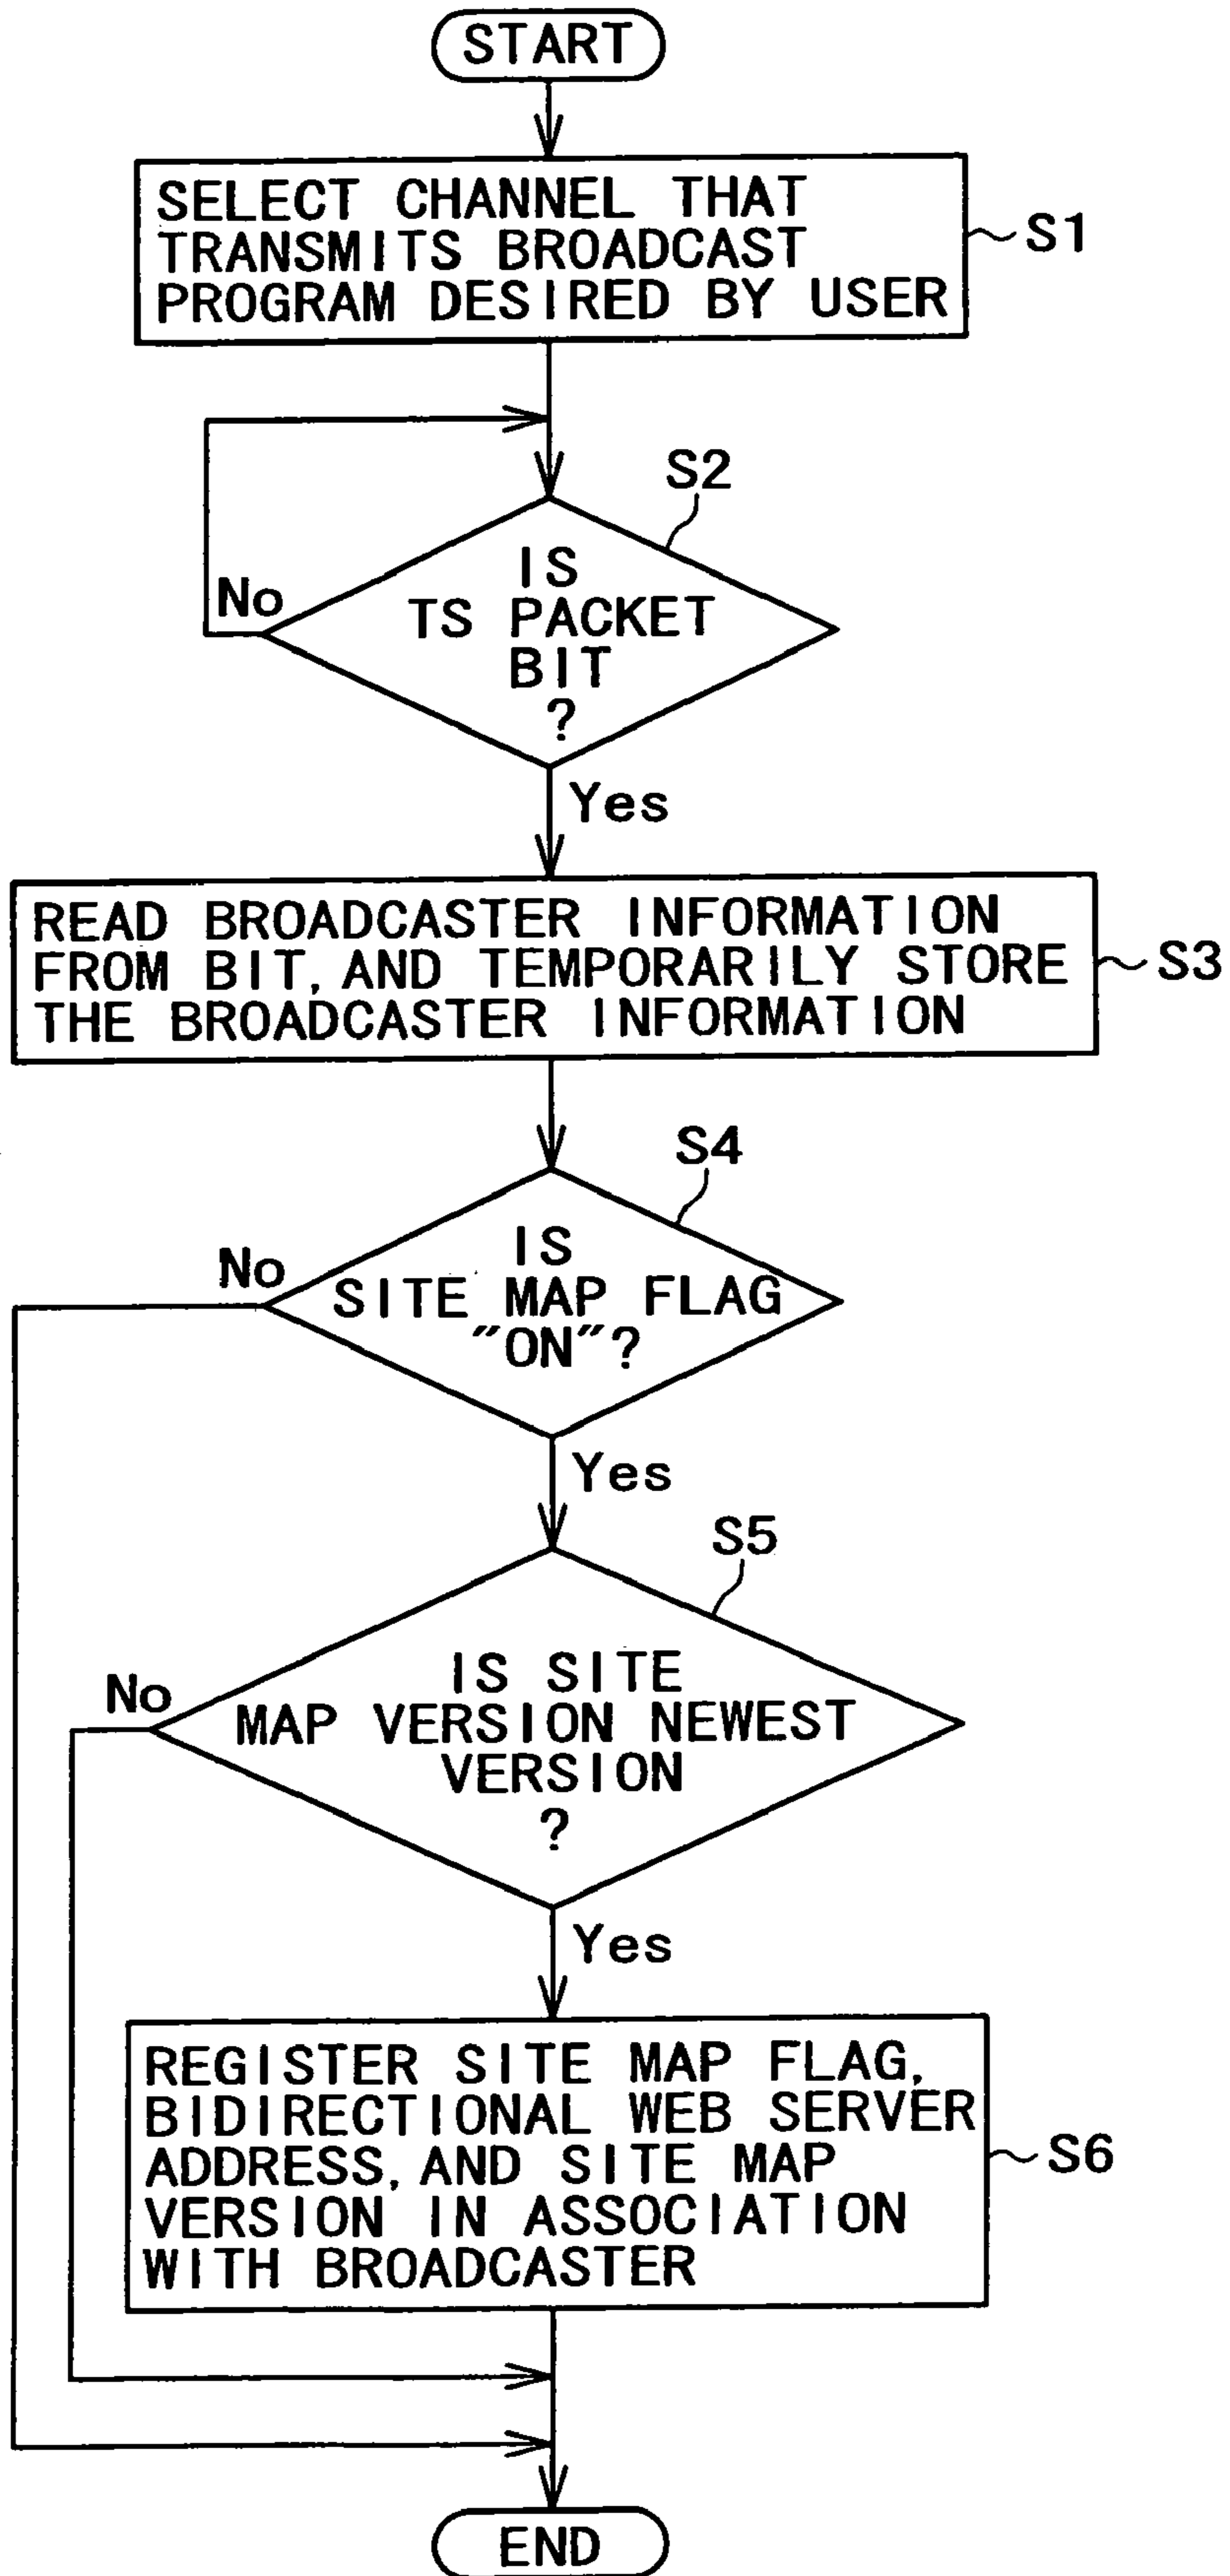 START
SELECT CHANNEL THAT
TRANSMITS BROADCAST
PROGRAM DESIRED BY USER
S1
S2
IS
TS PACKET
BIT
?
No
Yes
READ BROADCASTER INFORMATION
FROM BIT, AND TEMPORARILY STORE
THE BROADCASTER INFORMATION
S3
S4
IS
SITE MAP FLAG
"ON"?
No
Yes
S5
IS SITE
MAP VERSION NEWEST
VERSION
?
No
Yes
REGISTER SITE MAP FLAG,
BIDIRECTIONAL WEB SERVER
ADDRESS, AND SITE MAP
VERSION IN ASSOCIATION
WITH BROADCASTER
S6
END